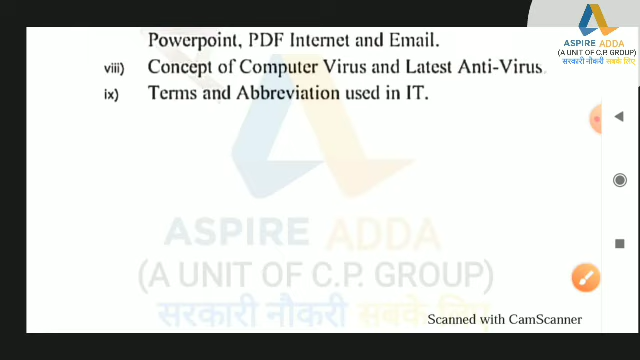 Powerpoint, PDF Internet and Email.
viii) Concept of Computer Virus and Latest Anti-Virus.
ix) Terms and Abbreviation used in IT.
ASPIRE ADDA
(A UNIT OF C.P. GROUP)
सरकारी नौकरी सबके लिए
Scanned with CamScanner
ASPIRE ADDA
(A UNIT OF C.P GROUP)
सरकारी नौकरी सबके लिए